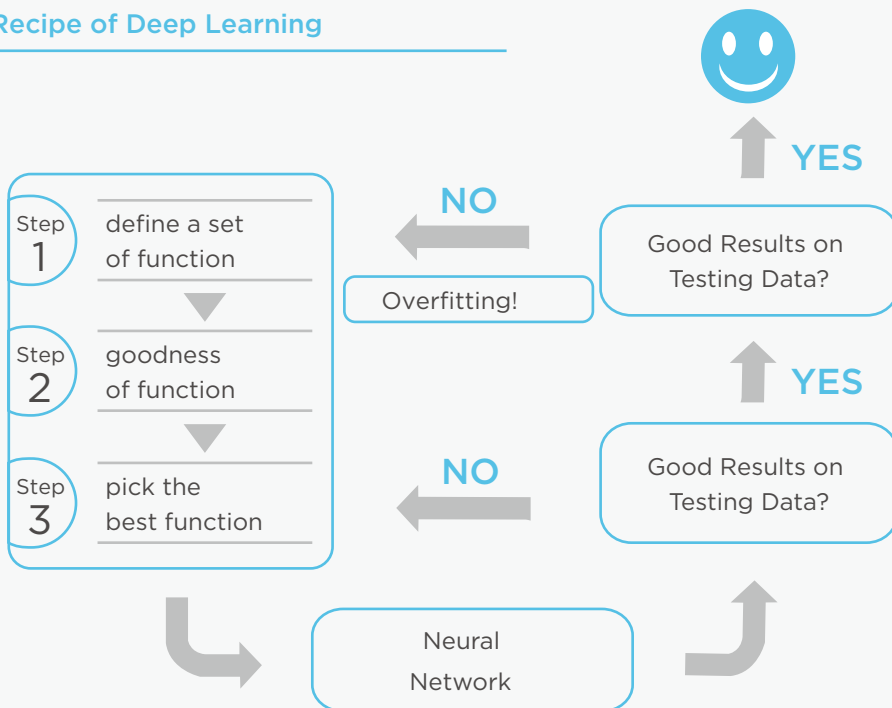 Recipe of Deep Learning
YES
NO
Step
1
define a set
of function
Good Results on
Testing Data?
Overfitting!
Step
2
goodness
of function
YES
NO
Step
3
pick the
best function
Good Results on
Testing Data?
Neural
Network